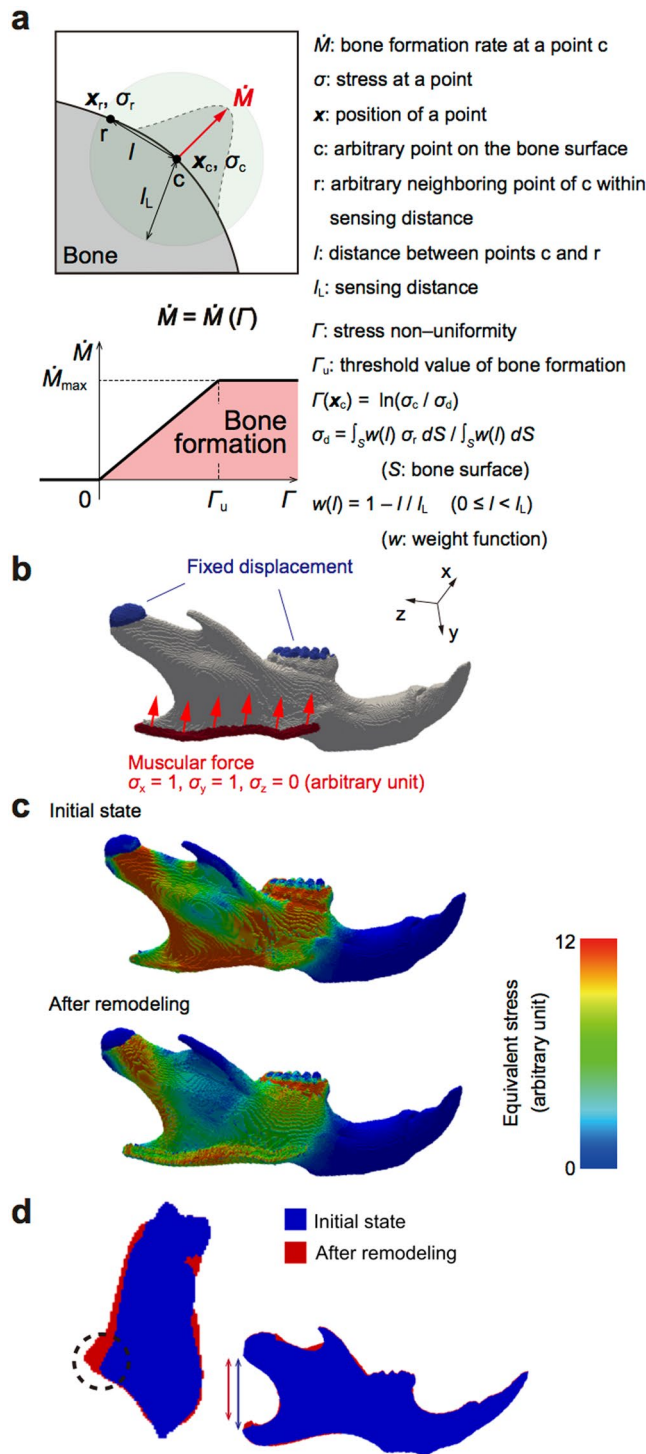 a
Ṁ: bone formation rate at a point c
σ: stress at a point
x: position of a point
c: arbitrary point on the bone surface
r: arbitrary neighboring point of c within
sensing distance
l: distance between points c and r
l_L: sensing distance
Ṁ
x_r, σ_r
r
l
x_c, σ_c
c
l_L
Bone
Ṁ = Ṁ (Γ)
Γ: stress non–uniformity
Γ_u: threshold value of bone formation
Γ(x_c) = ln(σ_c / σ_d)
σ_d = ∫_S w(l) σ_r dS / ∫_S w(l) dS
(S: bone surface)
w(l) = 1 – l / l_L (0 ≤ l < l_L)
(w: weight function)
Ṁ
Ṁ_max
Bone
formation
0
Γ_u
Γ
b
Fixed displacement
x
z
y
Muscular force
σ_x = 1, σ_y = 1, σ_z = 0 (arbitrary unit)
c
Initial state
After remodeling
12
Equivalent stress
(arbitrary unit)
0
d
Initial state
After remodeling